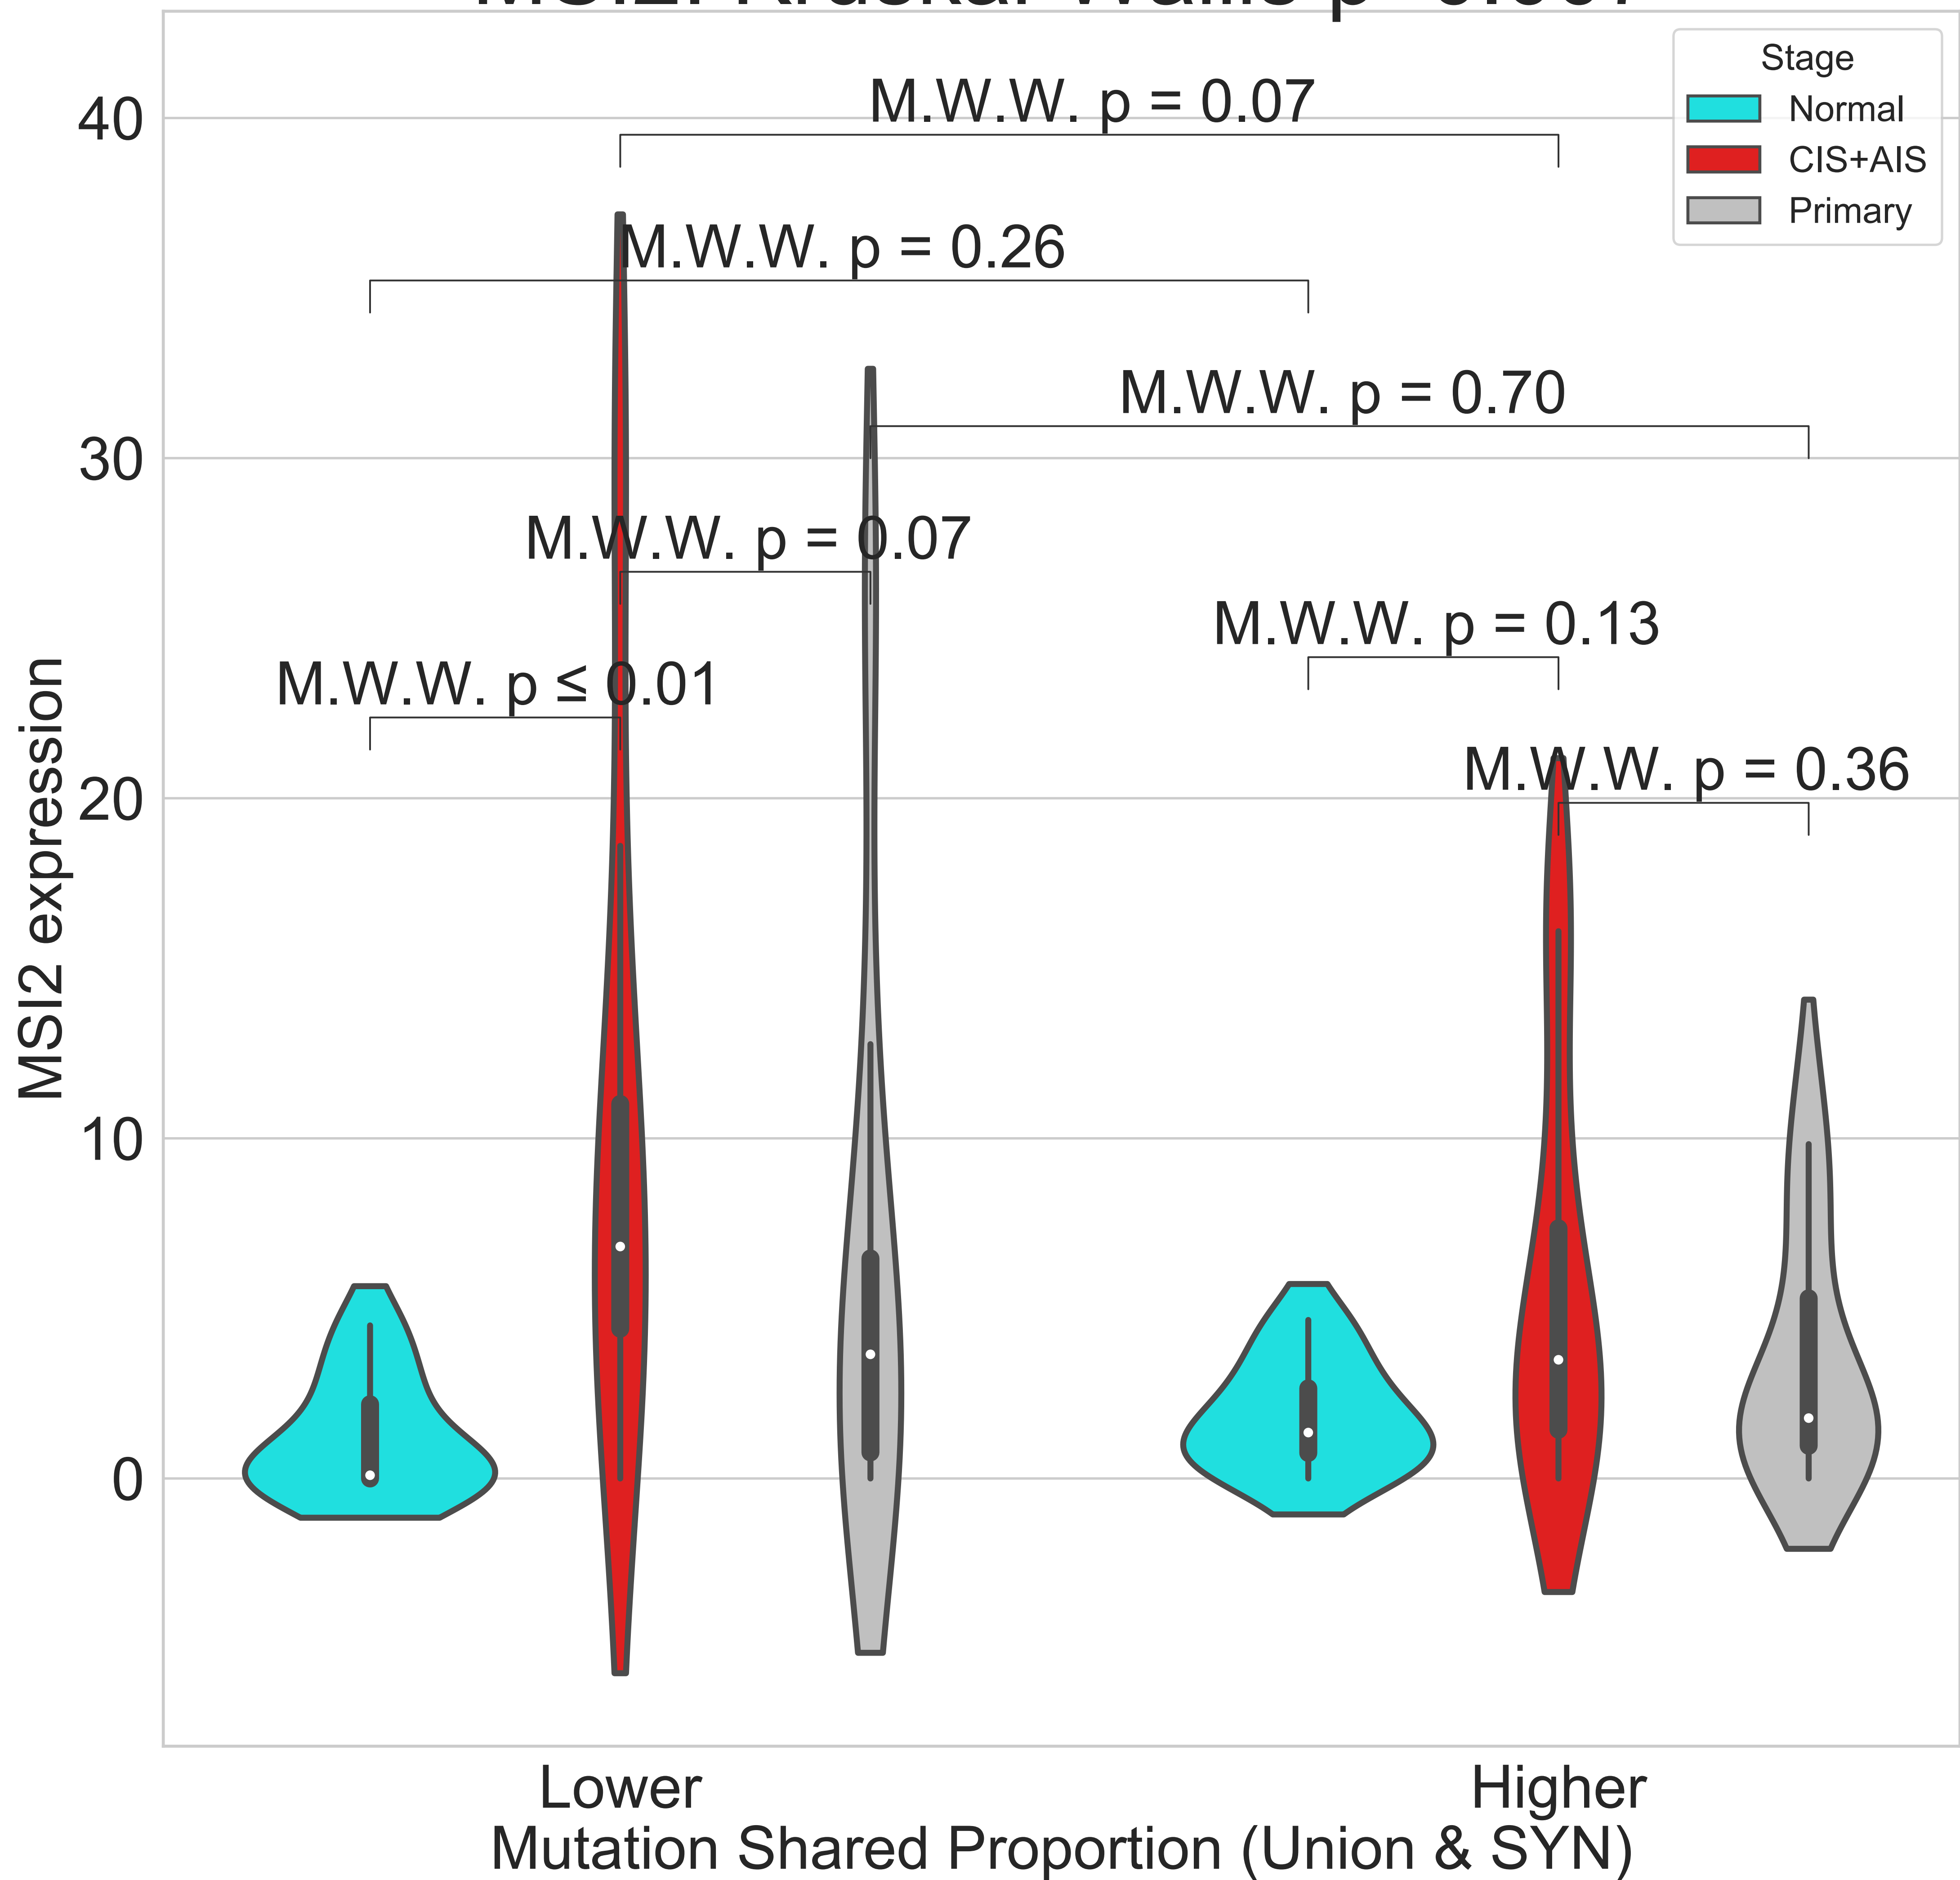 Stage
Normal
CIS+AIS
Primary
M.W.W. p = 0.07
M.W.W. p = 0.26
M.W.W. p = 0.70
M.W.W. p = 0.07
M.W.W. p = 0.13
M.W.W. p ≤ 0.01
M.W.W. p = 0.36
40
30
20
10
0
MSI2 expression
Lower
Higher
Mutation Shared Proportion (Union & SYN)